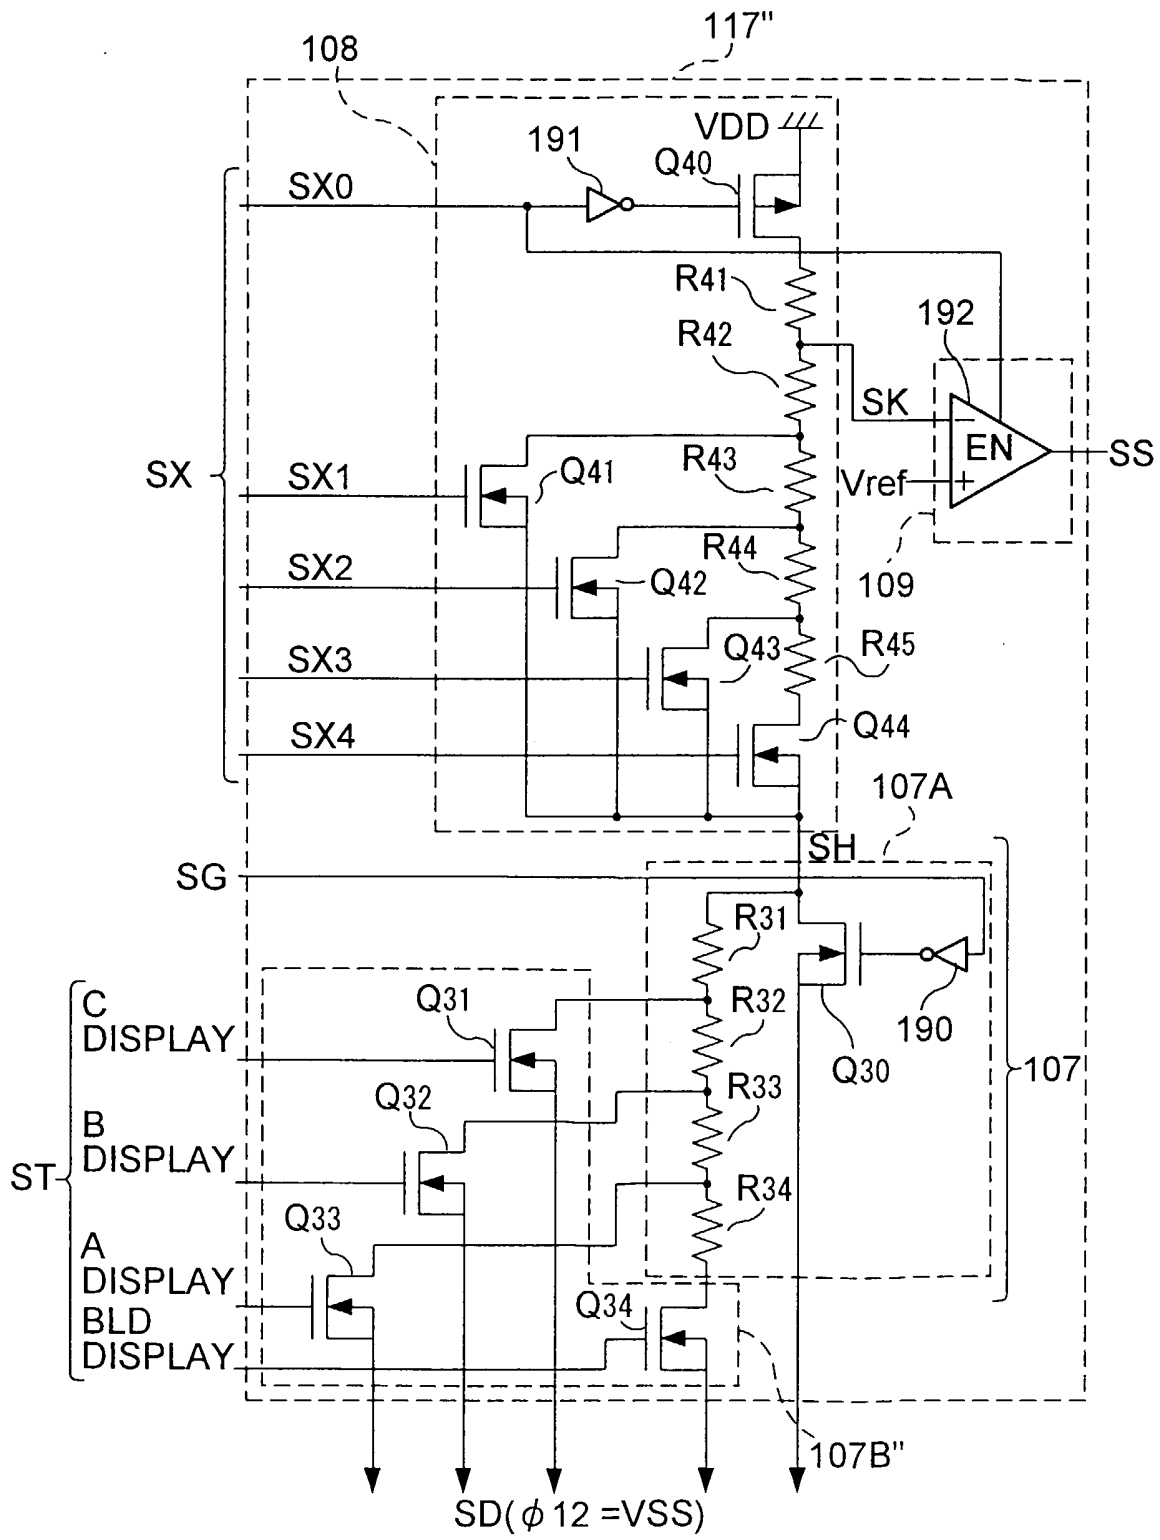 117"
108
VDD
191
Q40
SX0
R41
192
R42
SK
EN
SS
SX
SX1
Q41
R43
Vref
SX2
Q42
R44
109
SX3
Q43
R45
SX4
Q44
107A
SH
SG
R31
C
DISPLAY
Q31
R32
190
Q30
107
B
DISPLAY
Q32
R33
ST
R34
A
DISPLAY
Q33
BLD
DISPLAY
Q34
107B"
SD(φ12 =VSS)